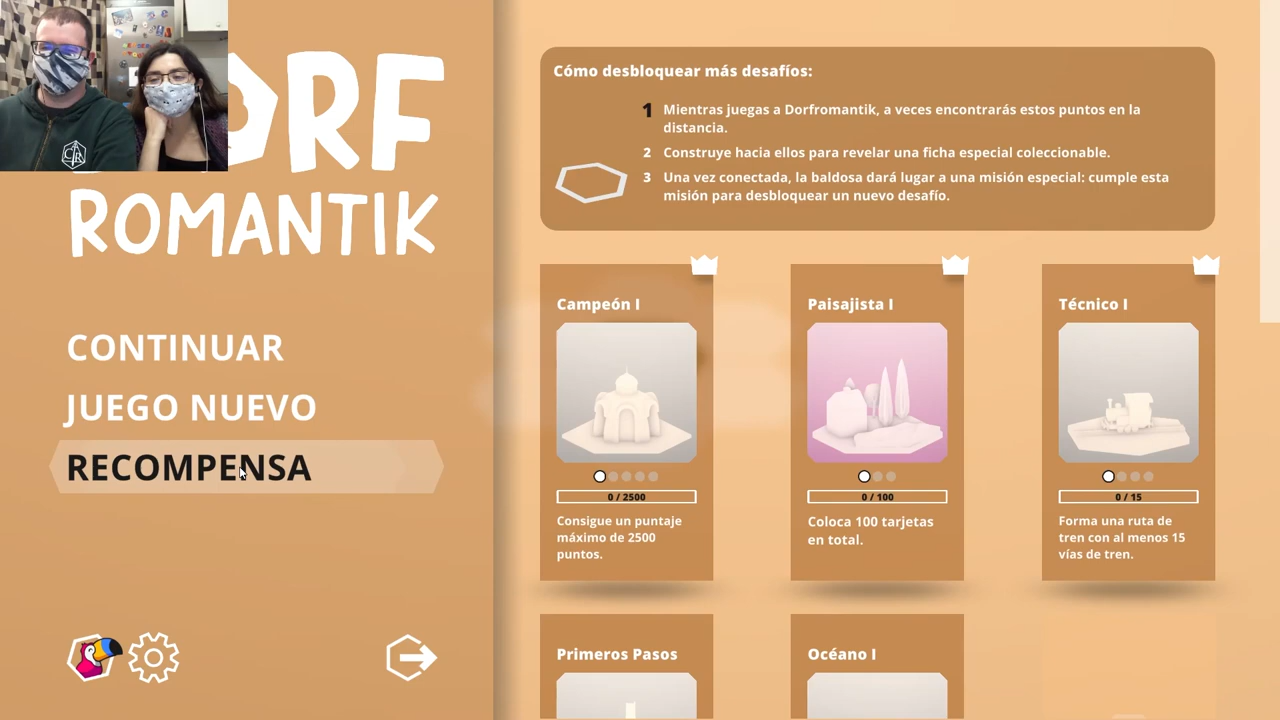 DORF
ROMANTIK
CONTINUAR
JUEGO NUEVO
RECOMPENSA
Cómo desbloquear más desafíos:
1 Mientras juegas a Dorfromantik, a veces encontrarás estos puntos en la
distancia.
2 Construye hacia ellos para revelar una ficha especial coleccionable.
3 Una vez conectada, la baldosa dará lugar a una misión especial: cumple esta
misión para desbloquear un nuevo desafío.
Campeón I
0 / 2500
Consigue un puntaje
máximo de 2500
puntos.
Paisajista I
0 / 100
Coloca 100 tarjetas
en total.
Técnico I
0 / 15
Forma una ruta de
tren con al menos 15
vías de tren.
Primeros Pasos
Océano I